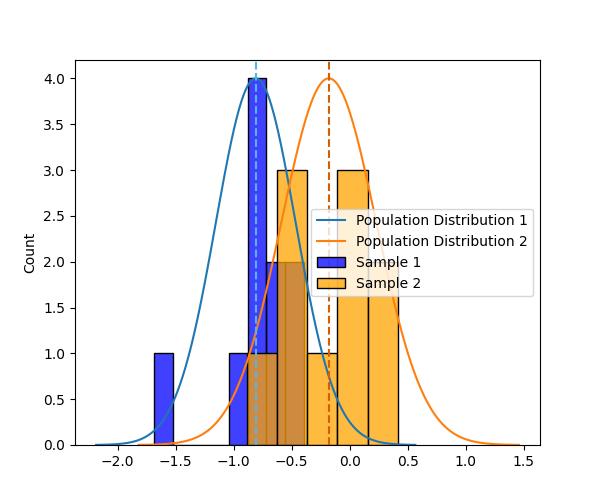 4.0
3.5
3.0
2.5
2.0
1.5
1.0
0.5
0.0
Count
Population Distribution 1
Population Distribution 2
Sample 1
Sample 2
−2.0 −1.5 −1.0 −0.5 0.0 0.5 1.0 1.5